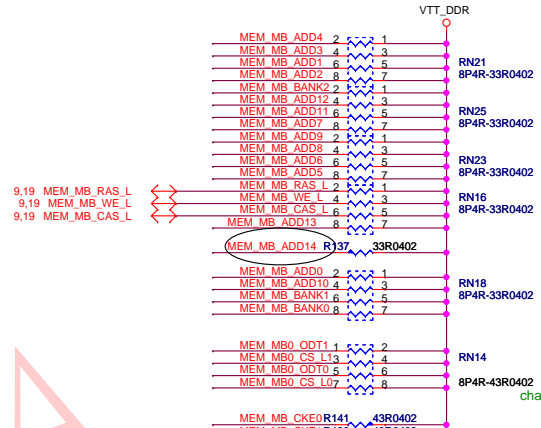 VTT_DDR
MEM_MB_ADD4 2 1
MEM_MB_ADD3 4 3
MEM_MB_ADD1 6 5 RN21
MEM_MB_ADD2 8 7 8P4R-33R0402
MEM_MB_BANK2 2 1
MEM_MB_ADD12 4 3
MEM_MB_ADD11 6 5 RN25
MEM_MB_ADD7 8 7 8P4R-33R0402
MEM_MB_ADD9 2 1
MEM_MB_ADD8 4 3
MEM_MB_ADD6 6 5 RN23
MEM_MB_ADD5 8 7 8P4R-33R0402
9,19 MEM_MB_RAS_L MEM_MB_RAS_L 2 1
9,19 MEM_MB_WE_L MEM_MB_WE_L 4 3 RN16
9,19 MEM_MB_CAS_L MEM_MB_CAS_L 6 5 8P4R-33R0402
MEM_MB_ADD13 8 7
MEM_MB_ADD14 R137 33R0402
MEM_MB_ADD0 2 1
MEM_MB_ADD10 4 3 RN18
MEM_MB_BANK1 6 5 8P4R-33R0402
MEM_MB_BANK0 8 7
MEM_MB0_ODT1 1 2
MEM_MB0_CS_L1 3 4 RN14
MEM_MB0_ODT0 5 6
MEM_MB0_CS_L0 7 8 8P4R-43R0402
cha
MEM_MB_CKE0 R141 43R0402